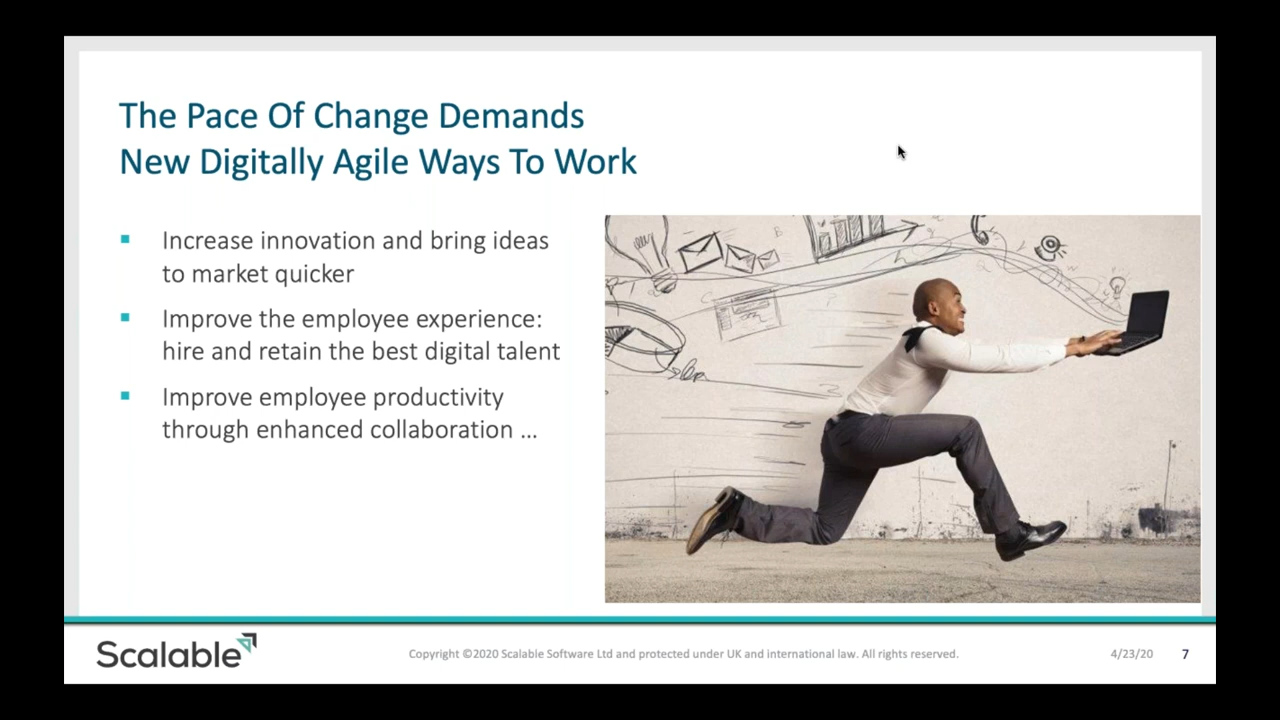 The Pace Of Change Demands
New Digitally Agile Ways To Work
Increase innovation and bring ideas
to market quicker
Improve the employee experience:
hire and retain the best digital talent
Improve employee productivity
through enhanced collaboration ...
Scalable
Copyright ©2020 Scalable Software Ltd and protected under UK and international law. All rights reserved.
4/23/20
7